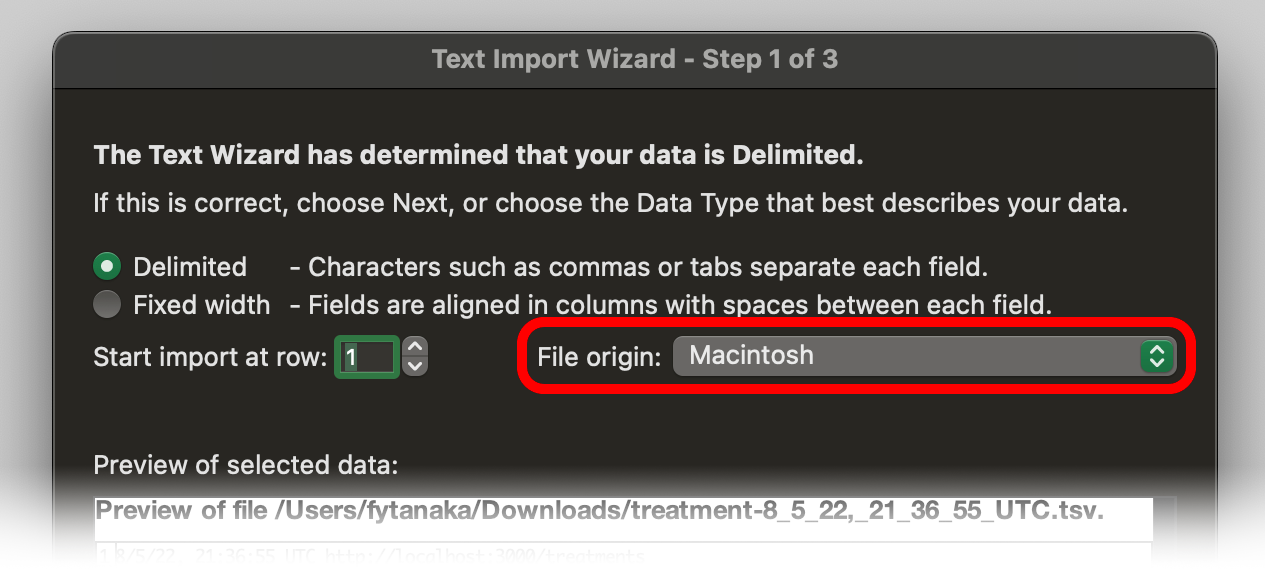 Text Import Wizard - Step 1 of 3
The Text Wizard has determined that your data is Delimited.
If this is correct, choose Next, or choose the Data Type that best describes your data.
Delimited - Characters such as commas or tabs separate each field.
Fixed width - Fields are aligned in columns with spaces between each field.
Start import at row: 1 File origin: Macintosh
Preview of selected data:
Preview of file /Users/fytanaka/Downloads/treatment-8_5_22,_21_36_55_UTC.tsv.
1 8/5/22, 21:36:55 UTC http://localhost:3000/treatments